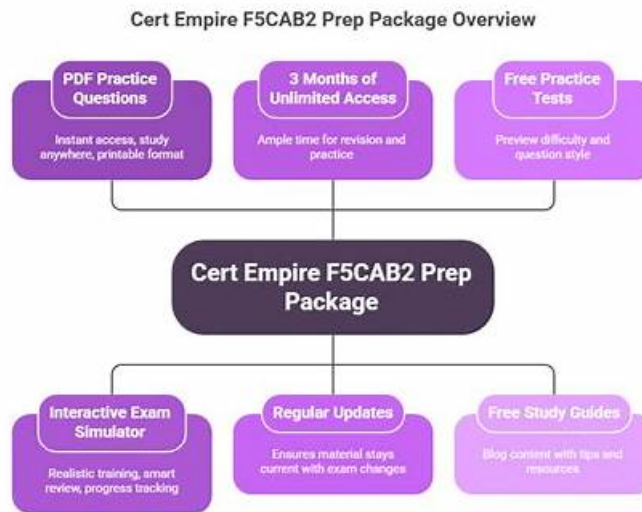 Cert Empire F5CAB2 Prep Package Overview
PDF Practice
Questions
Instant access, study
anywhere, printable format
3 Months of
Unlimited Access
Ample time for revision and
practice
Free Practice
Tests
Preview difficulty and
question style
Cert Empire F5CAB2 Prep
Package
Interactive Exam
Simulator
Realistic training, smart
review, progress tracking
Regular Updates
Ensures material stays
current with exam changes
Free Study Guides
Blog content with tips and
resources